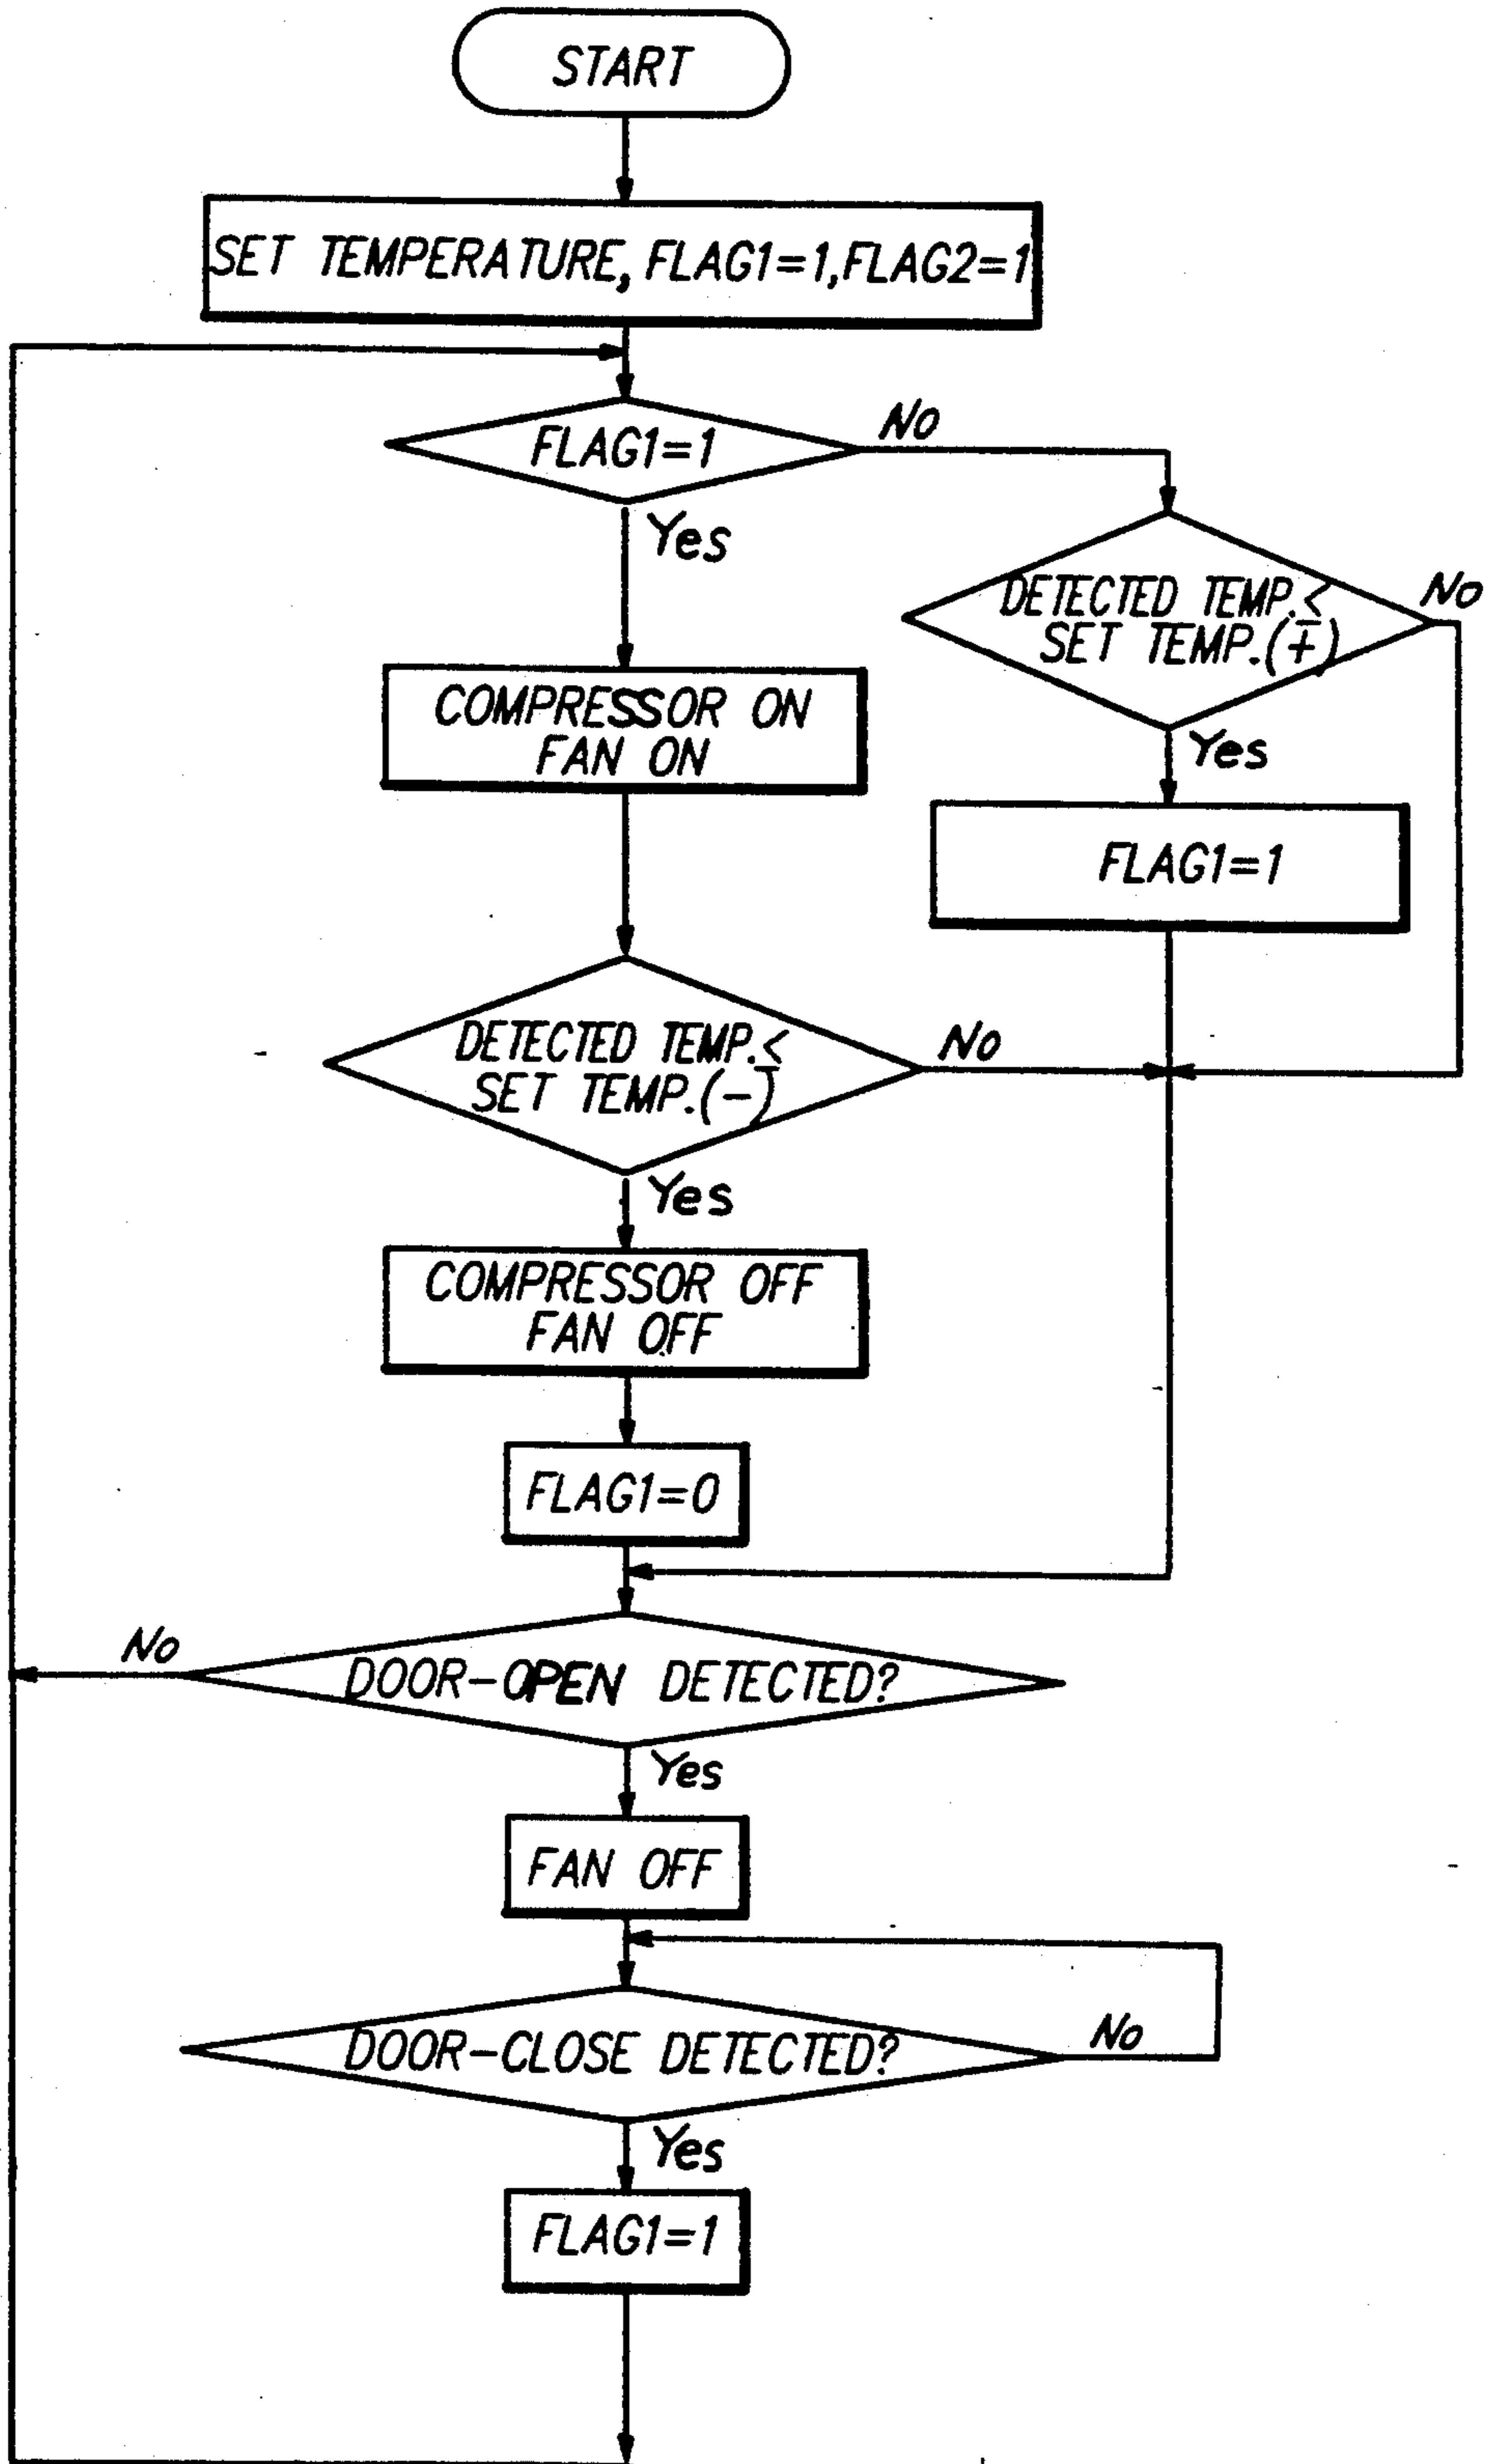 START
SET TEMPERATURE, FLAG1=1,FLAG2=1
FLAG1=1
No
Yes
DETECTED TEMP.<
SET TEMP.(∓)
No
Yes
COMPRESSOR ON
FAN ON
FLAG1=1
DETECTED TEMP.<
SET TEMP.(-)
No
Yes
COMPRESSOR OFF
FAN OFF
FLAG1=0
DOOR-OPEN DETECTED?
No
Yes
FAN OFF
DOOR-CLOSE DETECTED?
No
Yes
FLAG1=1